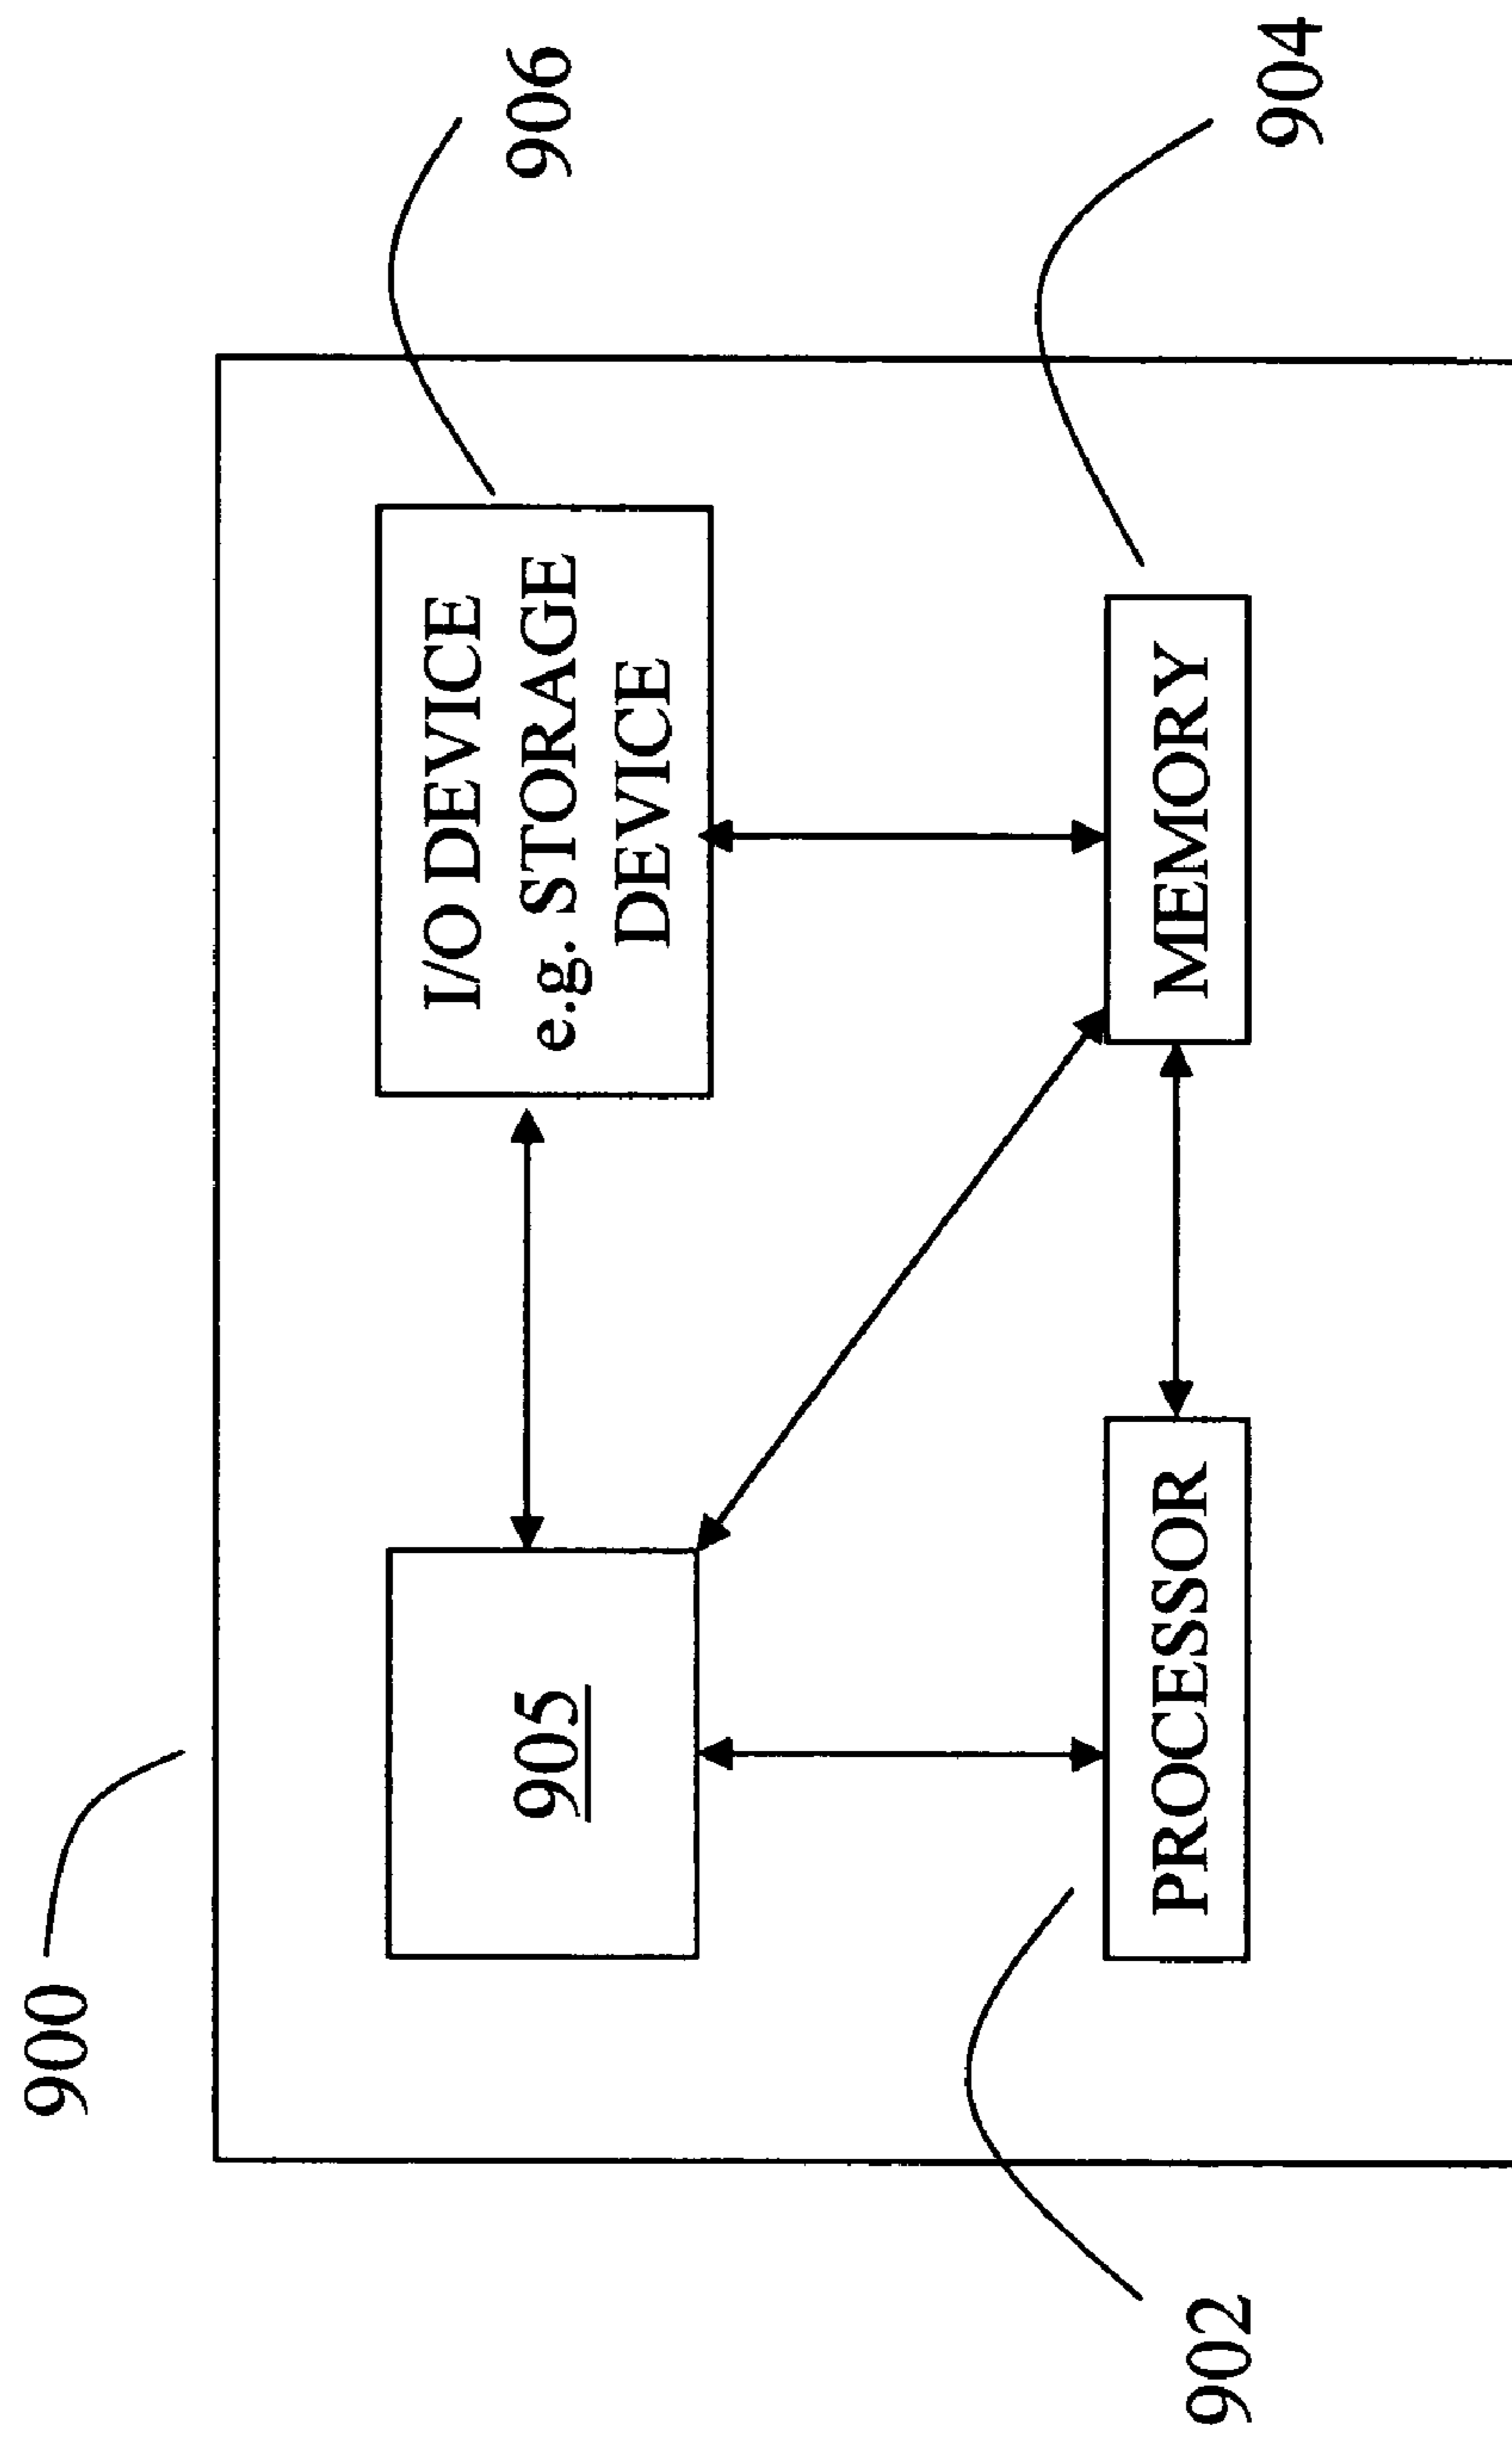 900
905
I/O DEVICE
e.g. STORAGE
DEVICE
906
PROCESSOR
902
MEMORY
904